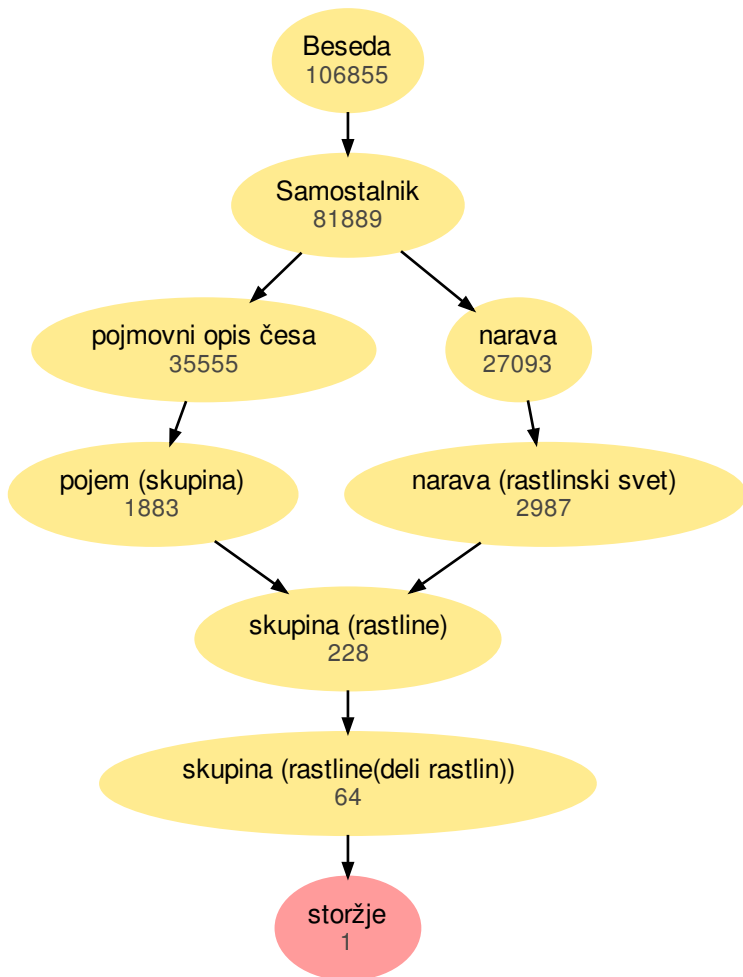 Beseda
106855
Samostalnik
81889
pojmovni opis česa
35555
narava
27093
pojem (skupina)
1883
narava (rastlinski svet)
2987
skupina (rastline)
228
skupina (rastline(deli rastlin))
64
storžje
1